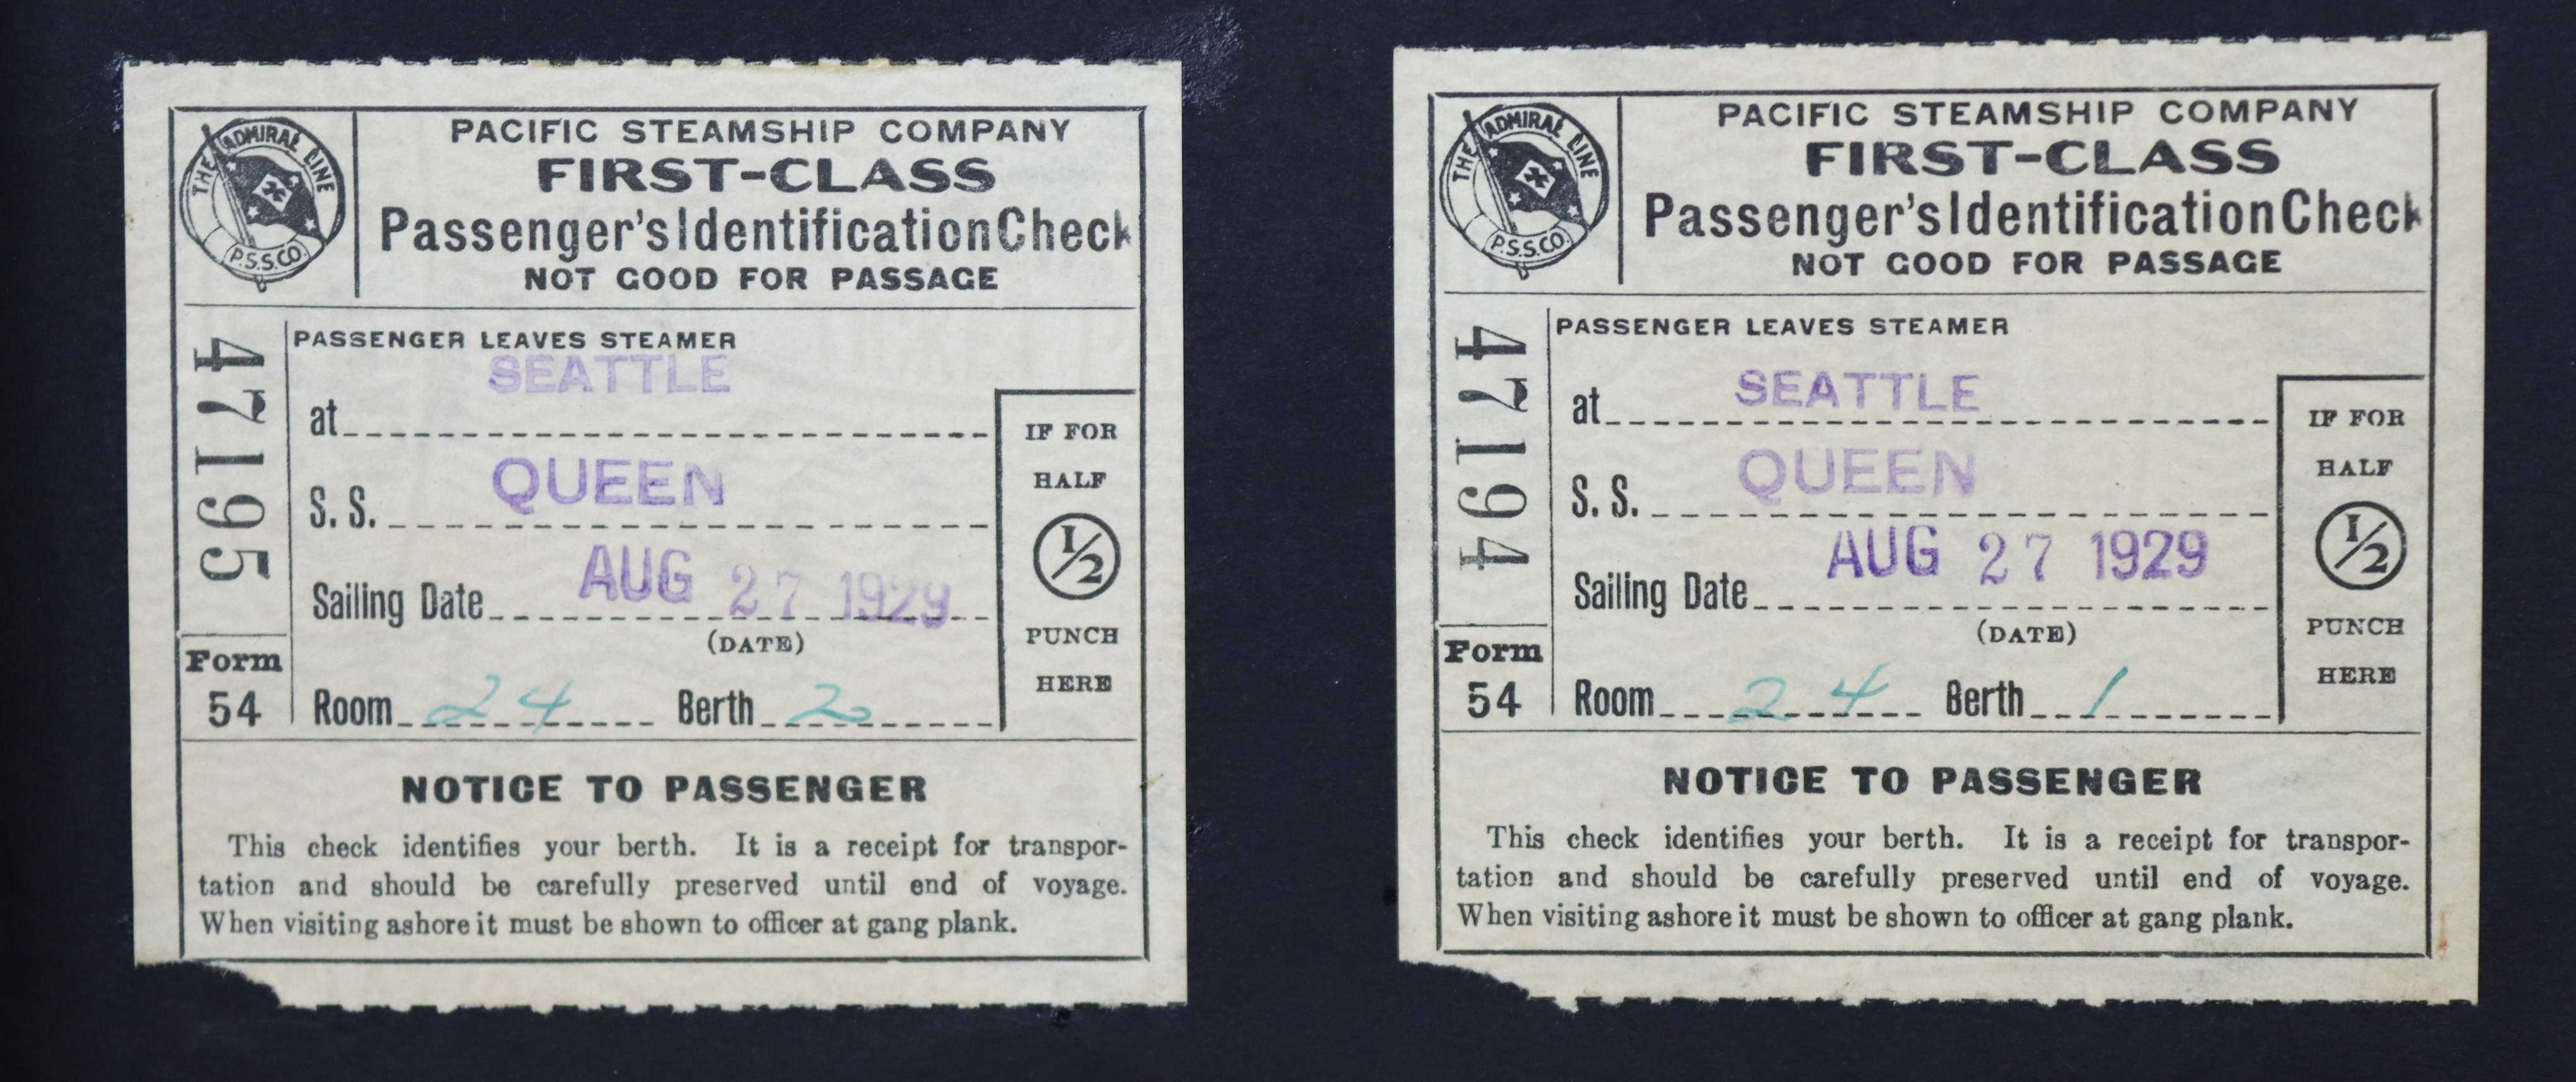 THE ADMIRAL LINE
P.S.S.CO.
PACIFIC STEAMSHIP COMPANY
FIRST-CLASS
Passenger's Identification Check
NOT GOOD FOR PASSAGE
47195
Form
54
PASSENGER LEAVES STEAMER
at SEATTLE
S. S. QUEEN
Sailing Date AUG 27 1929
(DATE)
Room 24 Berth 2
IF FOR
HALF
1/2
PUNCH
HERE
NOTICE TO PASSENGER
This check identifies your berth. It is a receipt for transpor-
tation and should be carefully preserved until end of voyage.
When visiting ashore it must be shown to officer at gang plank.
THE ADMIRAL LINE
P.S.S.CO.
PACIFIC STEAMSHIP COMPANY
FIRST-CLASS
Passenger's Identification Check
NOT GOOD FOR PASSAGE
47194
Form
54
PASSENGER LEAVES STEAMER
at SEATTLE
S. S. QUEEN
Sailing Date AUG 27 1929
(DATE)
Room 24 Berth 1
IF FOR
HALF
1/2
PUNCH
HERE
NOTICE TO PASSENGER
This check identifies your berth. It is a receipt for transpor-
tation and should be carefully preserved until end of voyage.
When visiting ashore it must be shown to officer at gang plank.